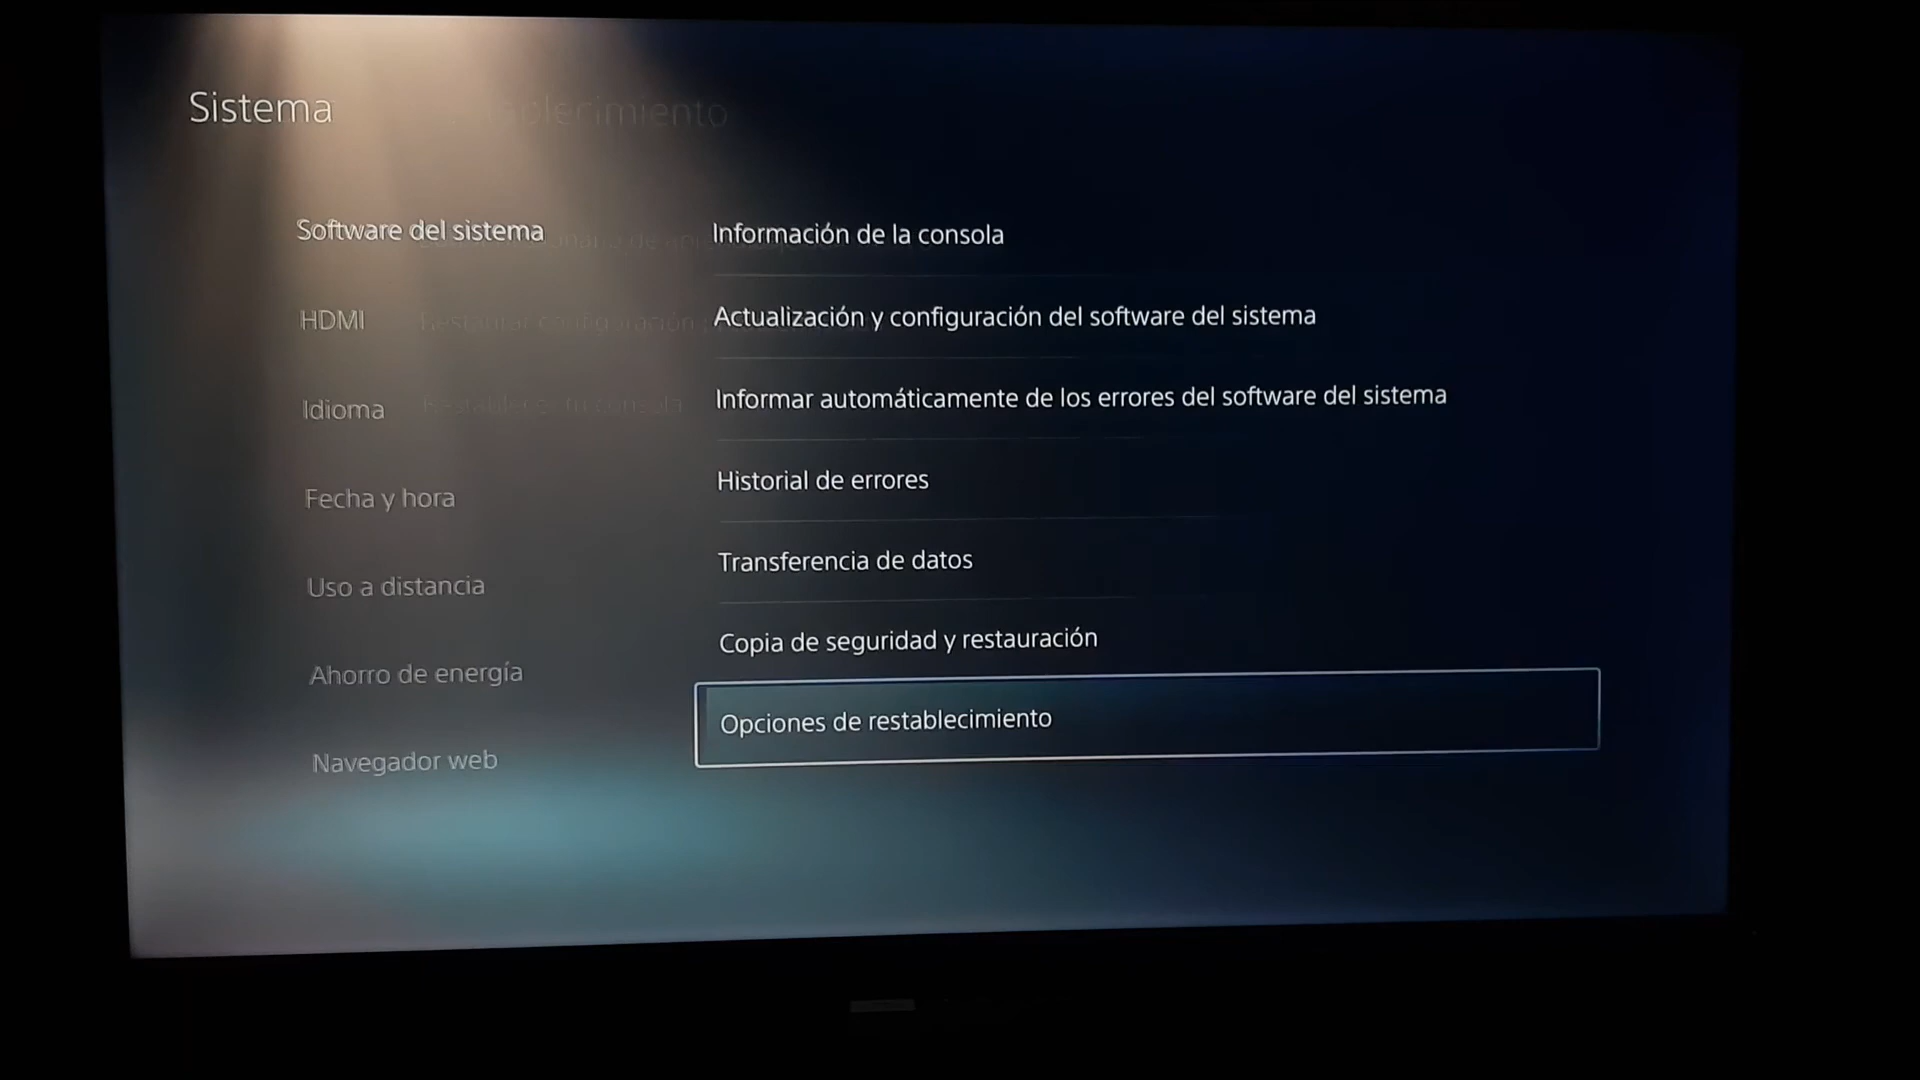 Sistema
Software del sistema
HDMI
Idioma
Fecha y hora
Uso a distancia
Ahorro de energía
Navegador web
Información de la consola
Actualización y configuración del software del sistema
Informar automáticamente de los errores del software del sistema
Historial de errores
Transferencia de datos
Copia de seguridad y restauración
Opciones de restablecimiento